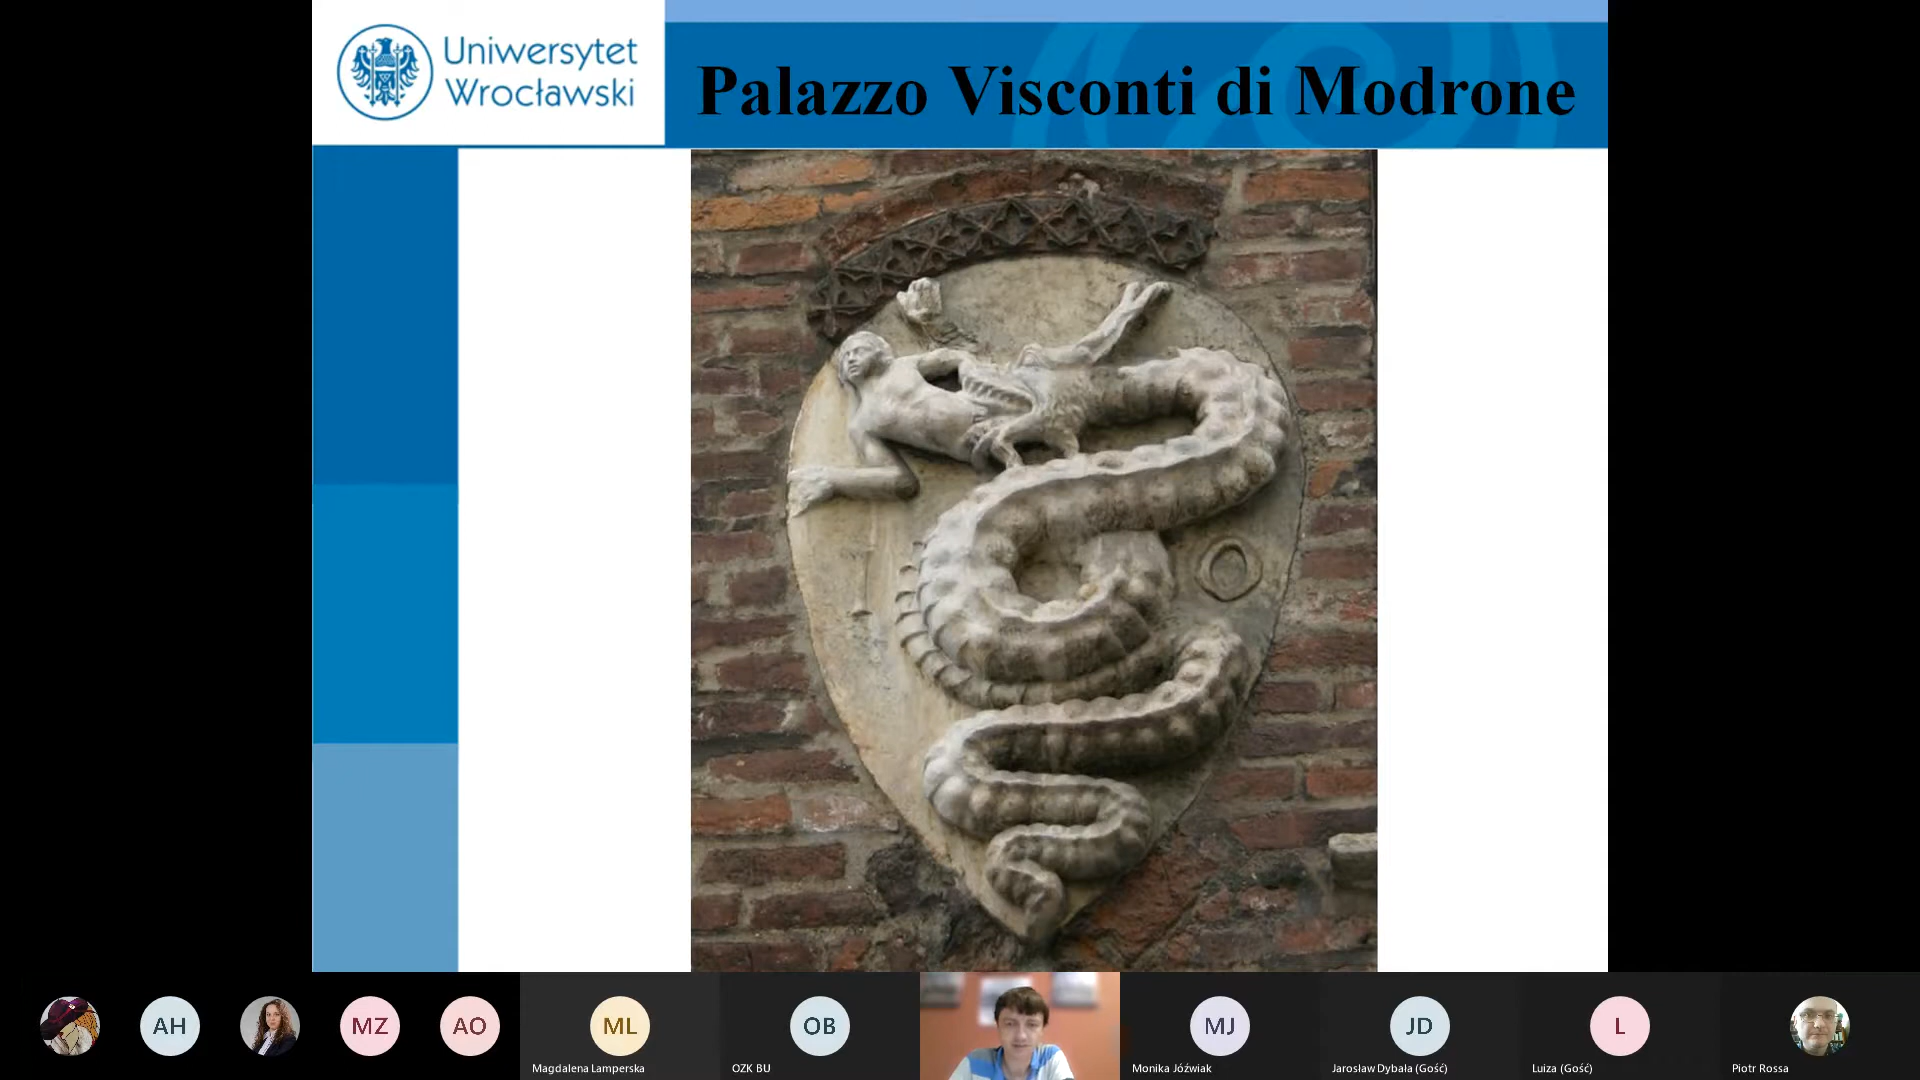 Uniwersytet
Wrocławski
Palazzo Visconti di Modrone
AH
MZ
AO
ML
OB
MJ
JD
L
Magdalena Lamperska
OZK BU
Monika Jóźwiak
Jarosław Dybała (Gość)
Luiza (Gość)
Piotr Rossa